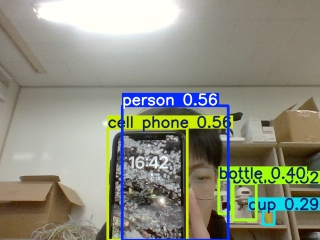 person 0.56
cell phone 0.56
16:42
bottle 0.40
cup 0.29